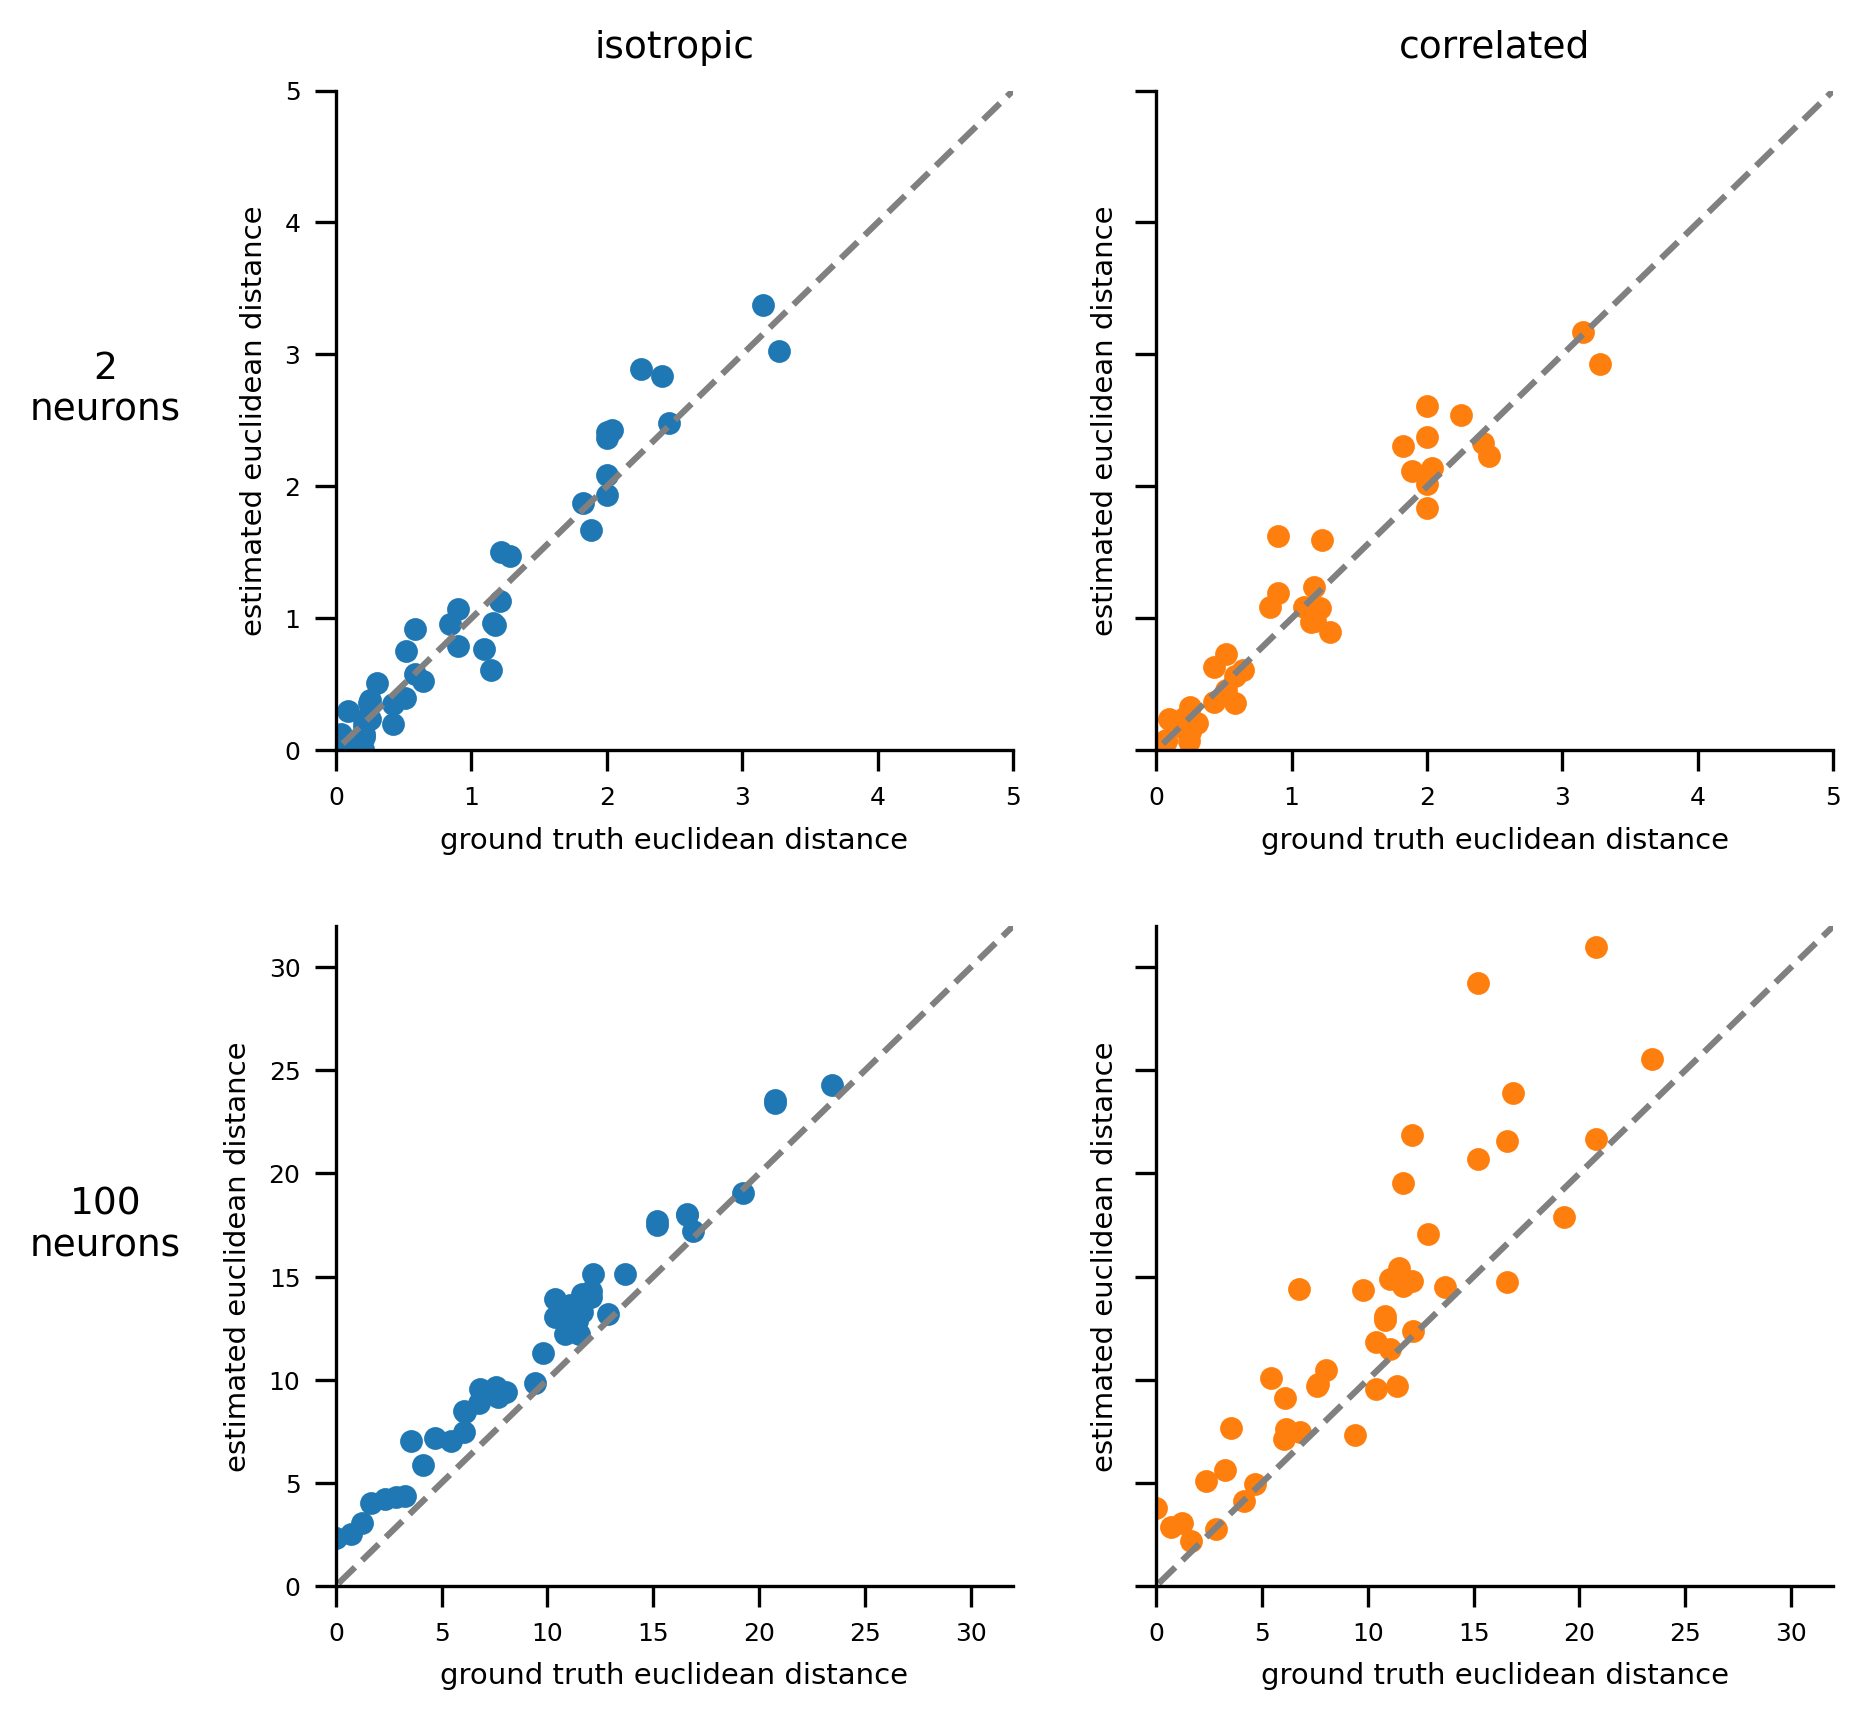 isotropic
correlated
2
neurons
estimated euclidean distance
5
4
3
2
1
0
0 1 2 3 4 5
ground truth euclidean distance
estimated euclidean distance
0 1 2 3 4 5
ground truth euclidean distance
100
neurons
estimated euclidean distance
30
25
20
15
10
5
0
0 5 10 15 20 25 30
ground truth euclidean distance
estimated euclidean distance
0 5 10 15 20 25 30
ground truth euclidean distance